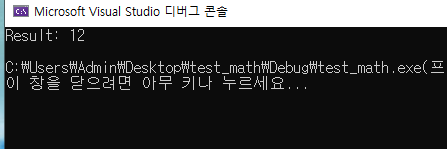 Microsoft Visual Studio 디버그 콘솔
Result: 12
C:₩Users₩Admin₩Desktop₩test_math₩Debug₩test_math.exe(프
이 창을 닫으려면 아무 키나 누르세요...